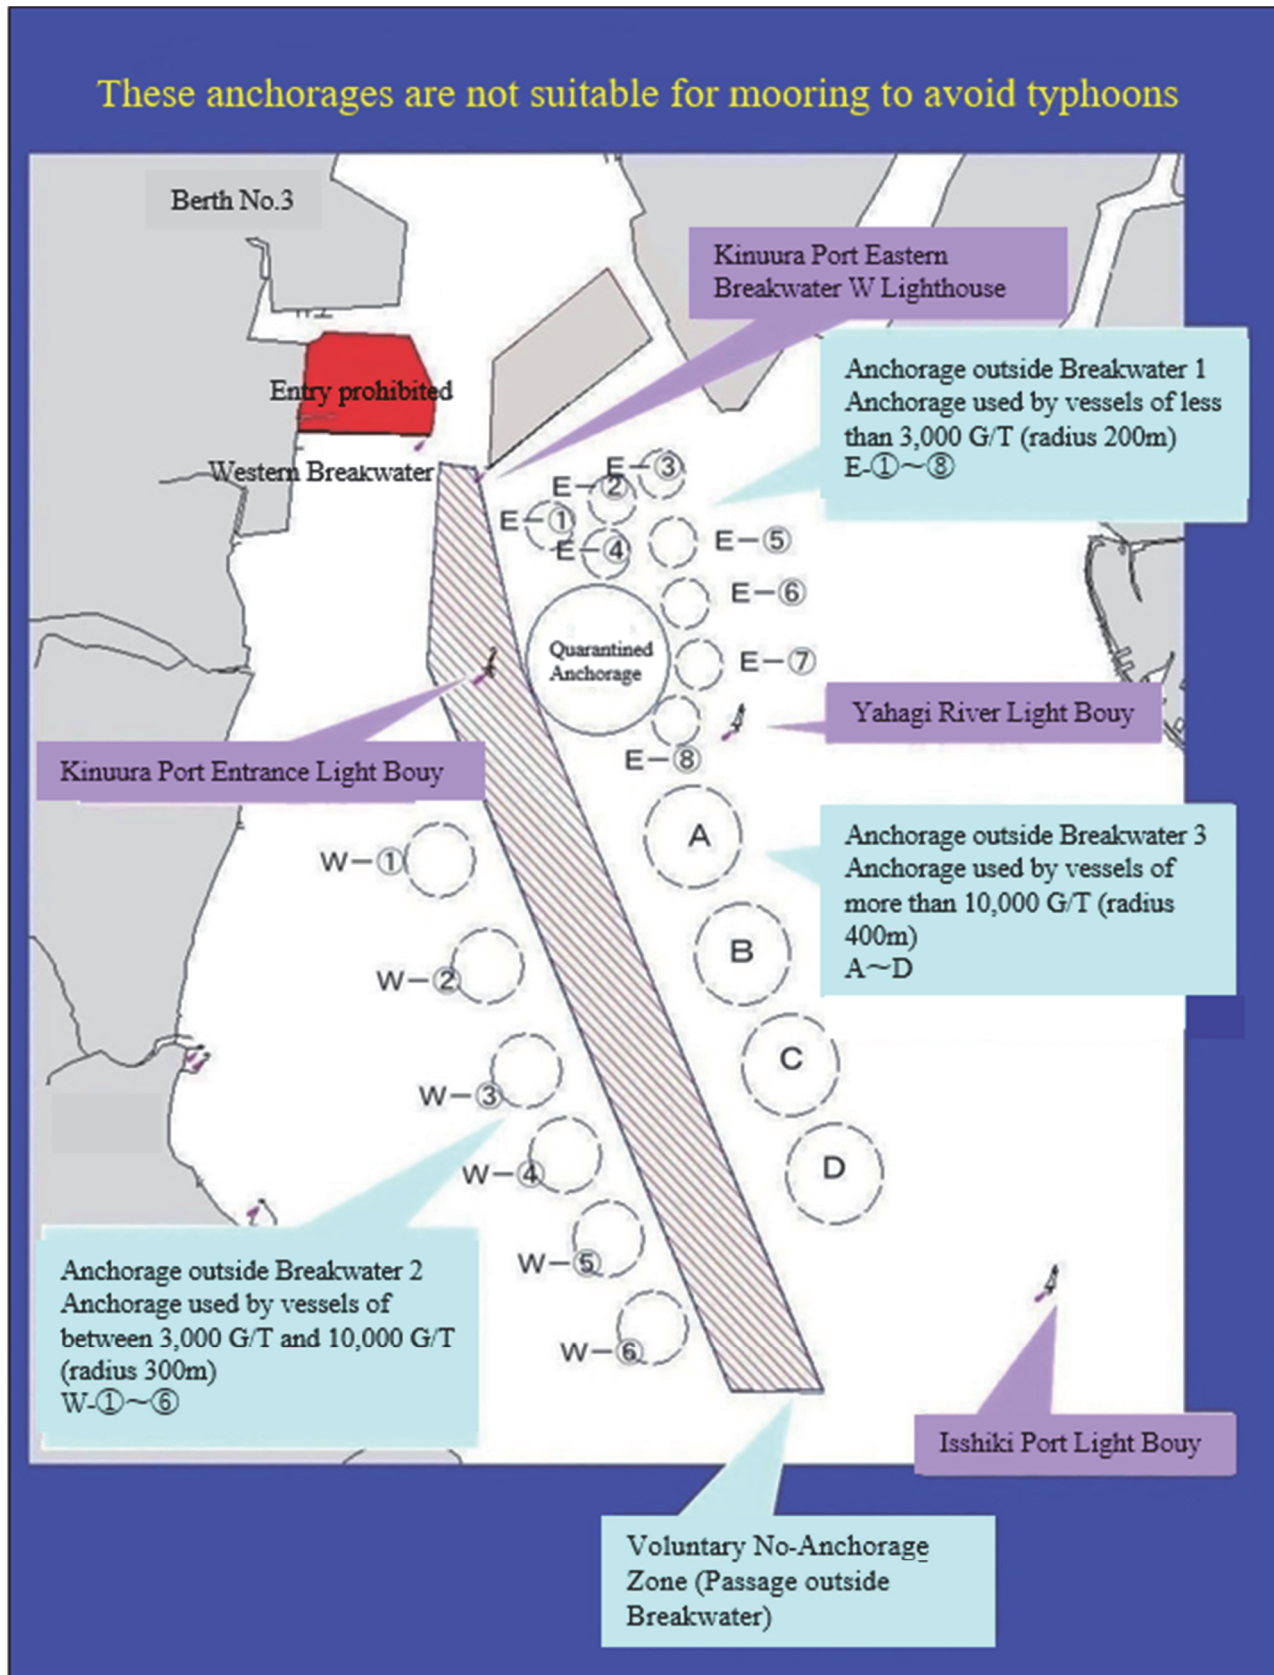 These anchorages are not suitable for mooring to avoid typhoons
Berth No.3
Kinuura Port Eastern
Breakwater W Lighthouse
Anchorage outside Breakwater 1
Anchorage used by vessels of less
than 3,000 G/T (radius 200m)
E-①～⑧
Entry prohibited
Western Breakwater
E－③
E－②
E－①
E－④
E－⑤
E－⑥
Quarantined
Anchorage
E－⑦
Yahagi River Light Bouy
E－⑧
Kinuura Port Entrance Light Bouy
A
Anchorage outside Breakwater 3
Anchorage used by vessels of
more than 10,000 G/T (radius
400m)
A～D
W－①
B
W－②
C
W－③
D
W－④
W－⑤
Anchorage outside Breakwater 2
Anchorage used by vessels of
between 3,000 G/T and 10,000 G/T
(radius 300m)
W-①～⑥
W－⑥
Isshiki Port Light Bouy
Voluntary No-Anchorage
Zone (Passage outside
Breakwater)